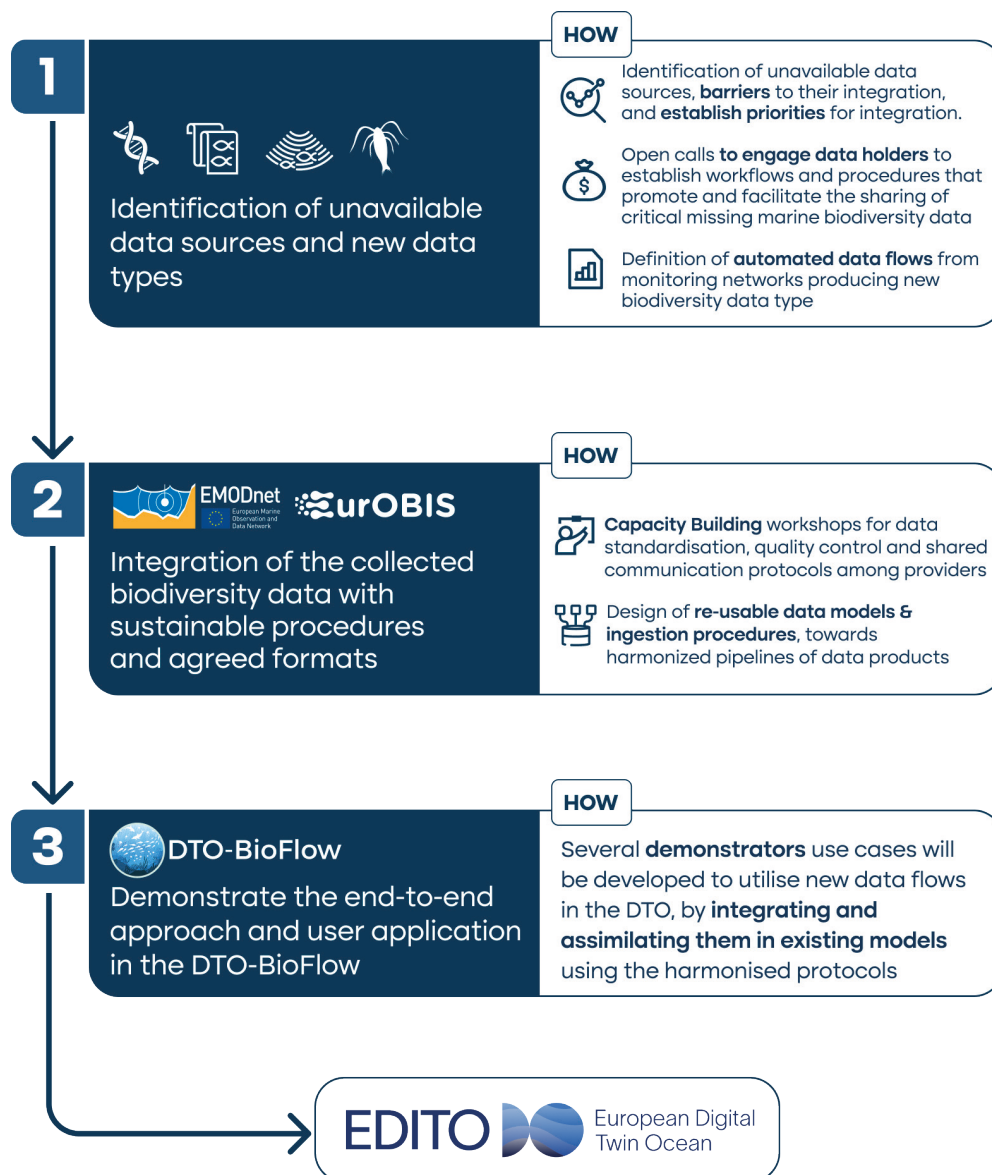 1
Identification of unavailable
data sources and new data
types
HOW
Identification of unavailable data
sources, barriers to their integration,
and establish priorities for integration.
$
Open calls to engage data holders to
establish workflows and procedures that
promote and facilitate the sharing of
critical missing marine biodiversity data
Definition of automated data flows from
monitoring networks producing new
biodiversity data type
2
EMODnet
European Marine
Observation and
Data Network
EurOBIS
Integration of the collected
biodiversity data with
sustainable procedures
and agreed formats
HOW
Capacity Building workshops for data
standardisation, quality control and shared
communication protocols among providers
Design of re-usable data models &
ingestion procedures, towards
harmonized pipelines of data products
3
DTO-BioFlow
Demonstrate the end-to-end
approach and user application
in the DTO-BioFlow
HOW
Several demonstrators use cases will
be developed to utilise new data flows
in the DTO, by integrating and
assimilating them in existing models
using the harmonised protocols
EDITO
European Digital
Twin Ocean